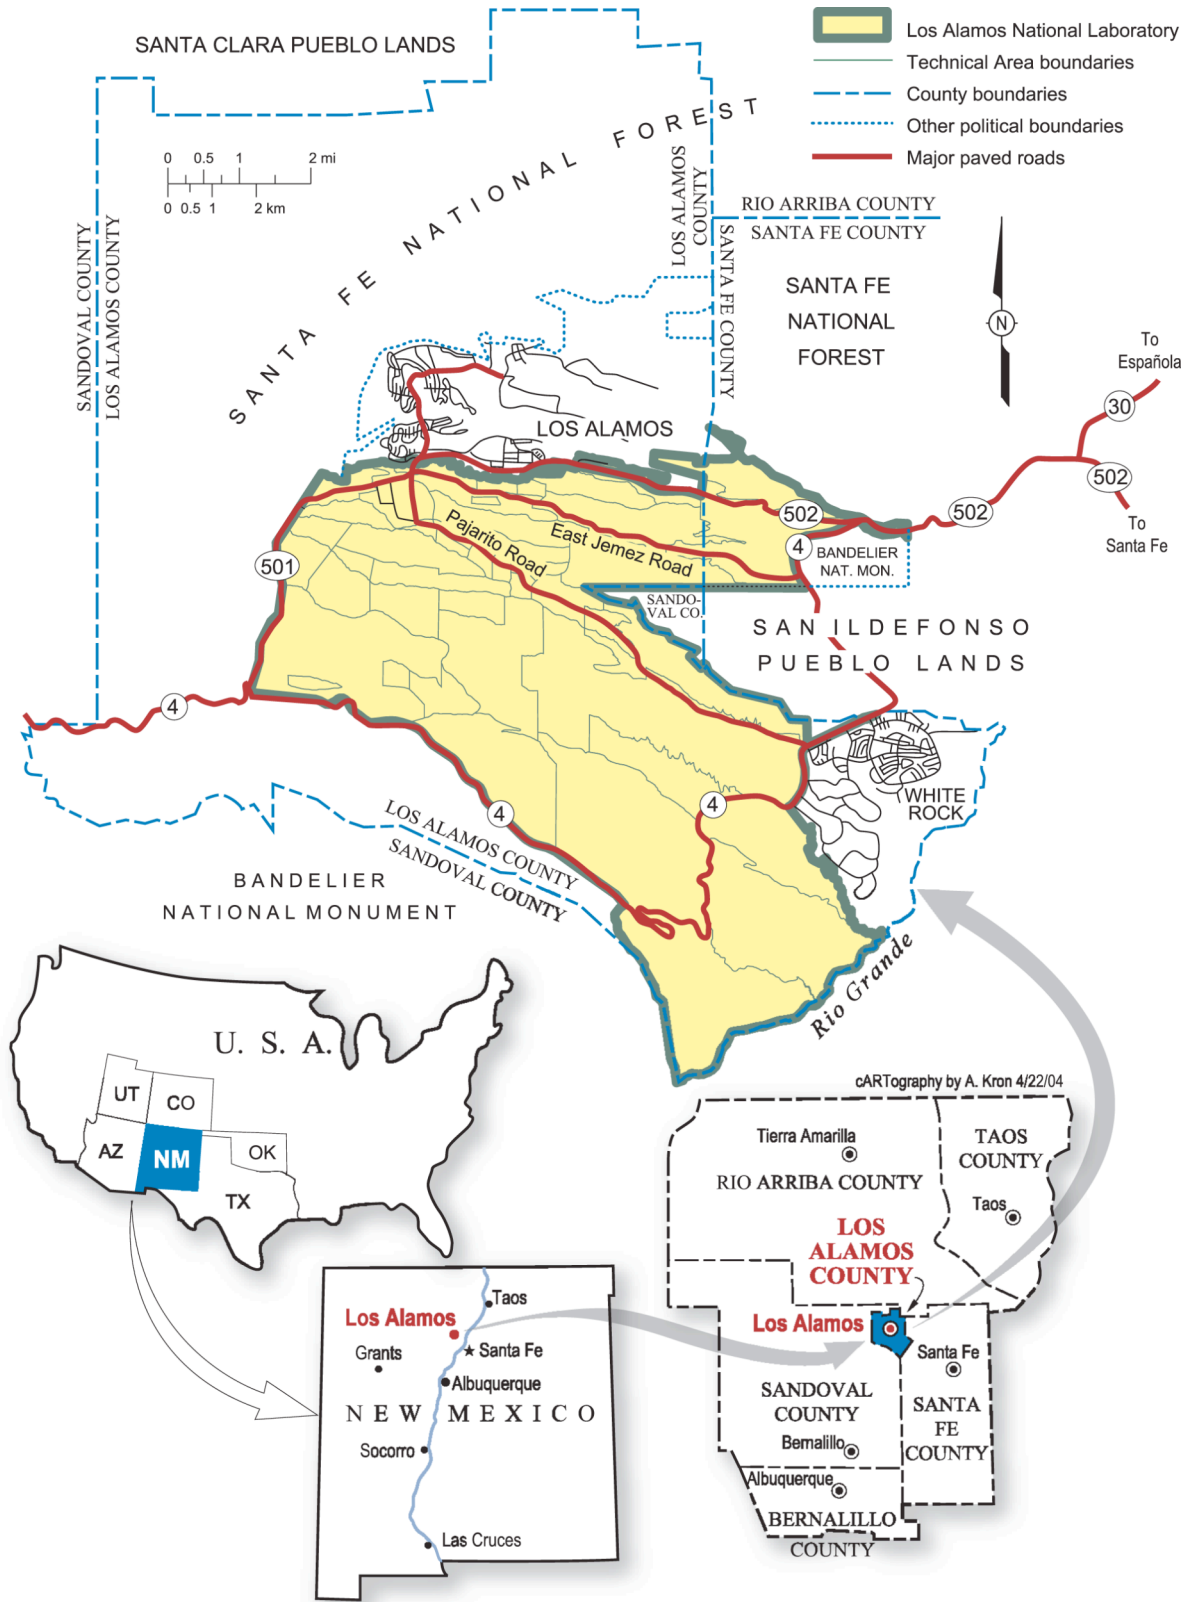 SANTA CLARA PUEBLO LANDS
Los Alamos National Laboratory
Technical Area boundaries
County boundaries
Other political boundaries
Major paved roads
0 0.5 1 2 mi
0 0.5 1 2 km
SANTA FE NATIONAL FOREST
SANDOVAL COUNTY
LOS ALAMOS COUNTY
LOS ALAMOS
COUNTY
SANTA FE COUNTY
RIO ARRIBA COUNTY
SANTA FE COUNTY
SANTA FE
NATIONAL
FOREST
N
To
Española
30
502
To
Santa Fe
502
LOS ALAMOS
502
4
BANDELIER
NAT. MON.
East Jemez Road
Pajarito Road
501
SANDO-
VAL CO.
SAN ILDEFONSO
PUEBLO LANDS
4
4
4
WHITE
ROCK
LOS ALAMOS COUNTY
SANDOVAL COUNTY
BANDELIER
NATIONAL MONUMENT
Rio Grande
cARTography by A. Kron 4/22/04
U. S. A.
UT
CO
AZ
NM
OK
TX
Taos
Los Alamos
Santa Fe
Grants
Albuquerque
NEW MEXICO
Socorro
Las Cruces
Tierra Amarilla
RIO ARRIBA COUNTY
TAOS
COUNTY
Taos
LOS
ALAMOS
COUNTY
Los Alamos
Santa Fe
SANDOVAL
COUNTY
SANTA
FE
COUNTY
Bernalillo
Albuquerque
BERNALILLO
COUNTY